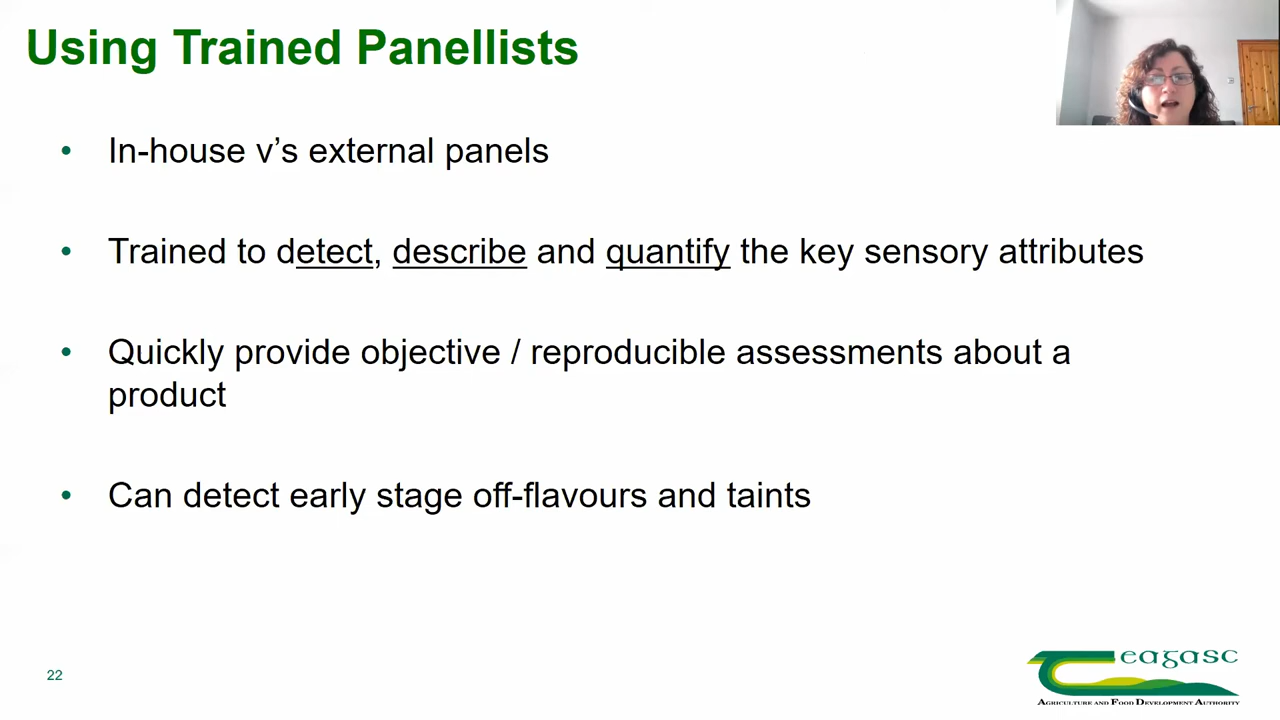 Using Trained Panellists
• In-house v’s external panels
• Trained to detect, describe and quantify the key sensory attributes
• Quickly provide objective / reproducible assessments about a
product
• Can detect early stage off-flavours and taints
22
eagasc
Agriculture and Food Development Authority